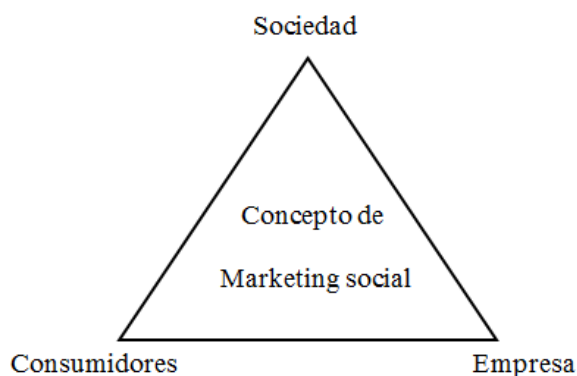 Sociedad
Concepto de
Marketing social
Consumidores
Empresa